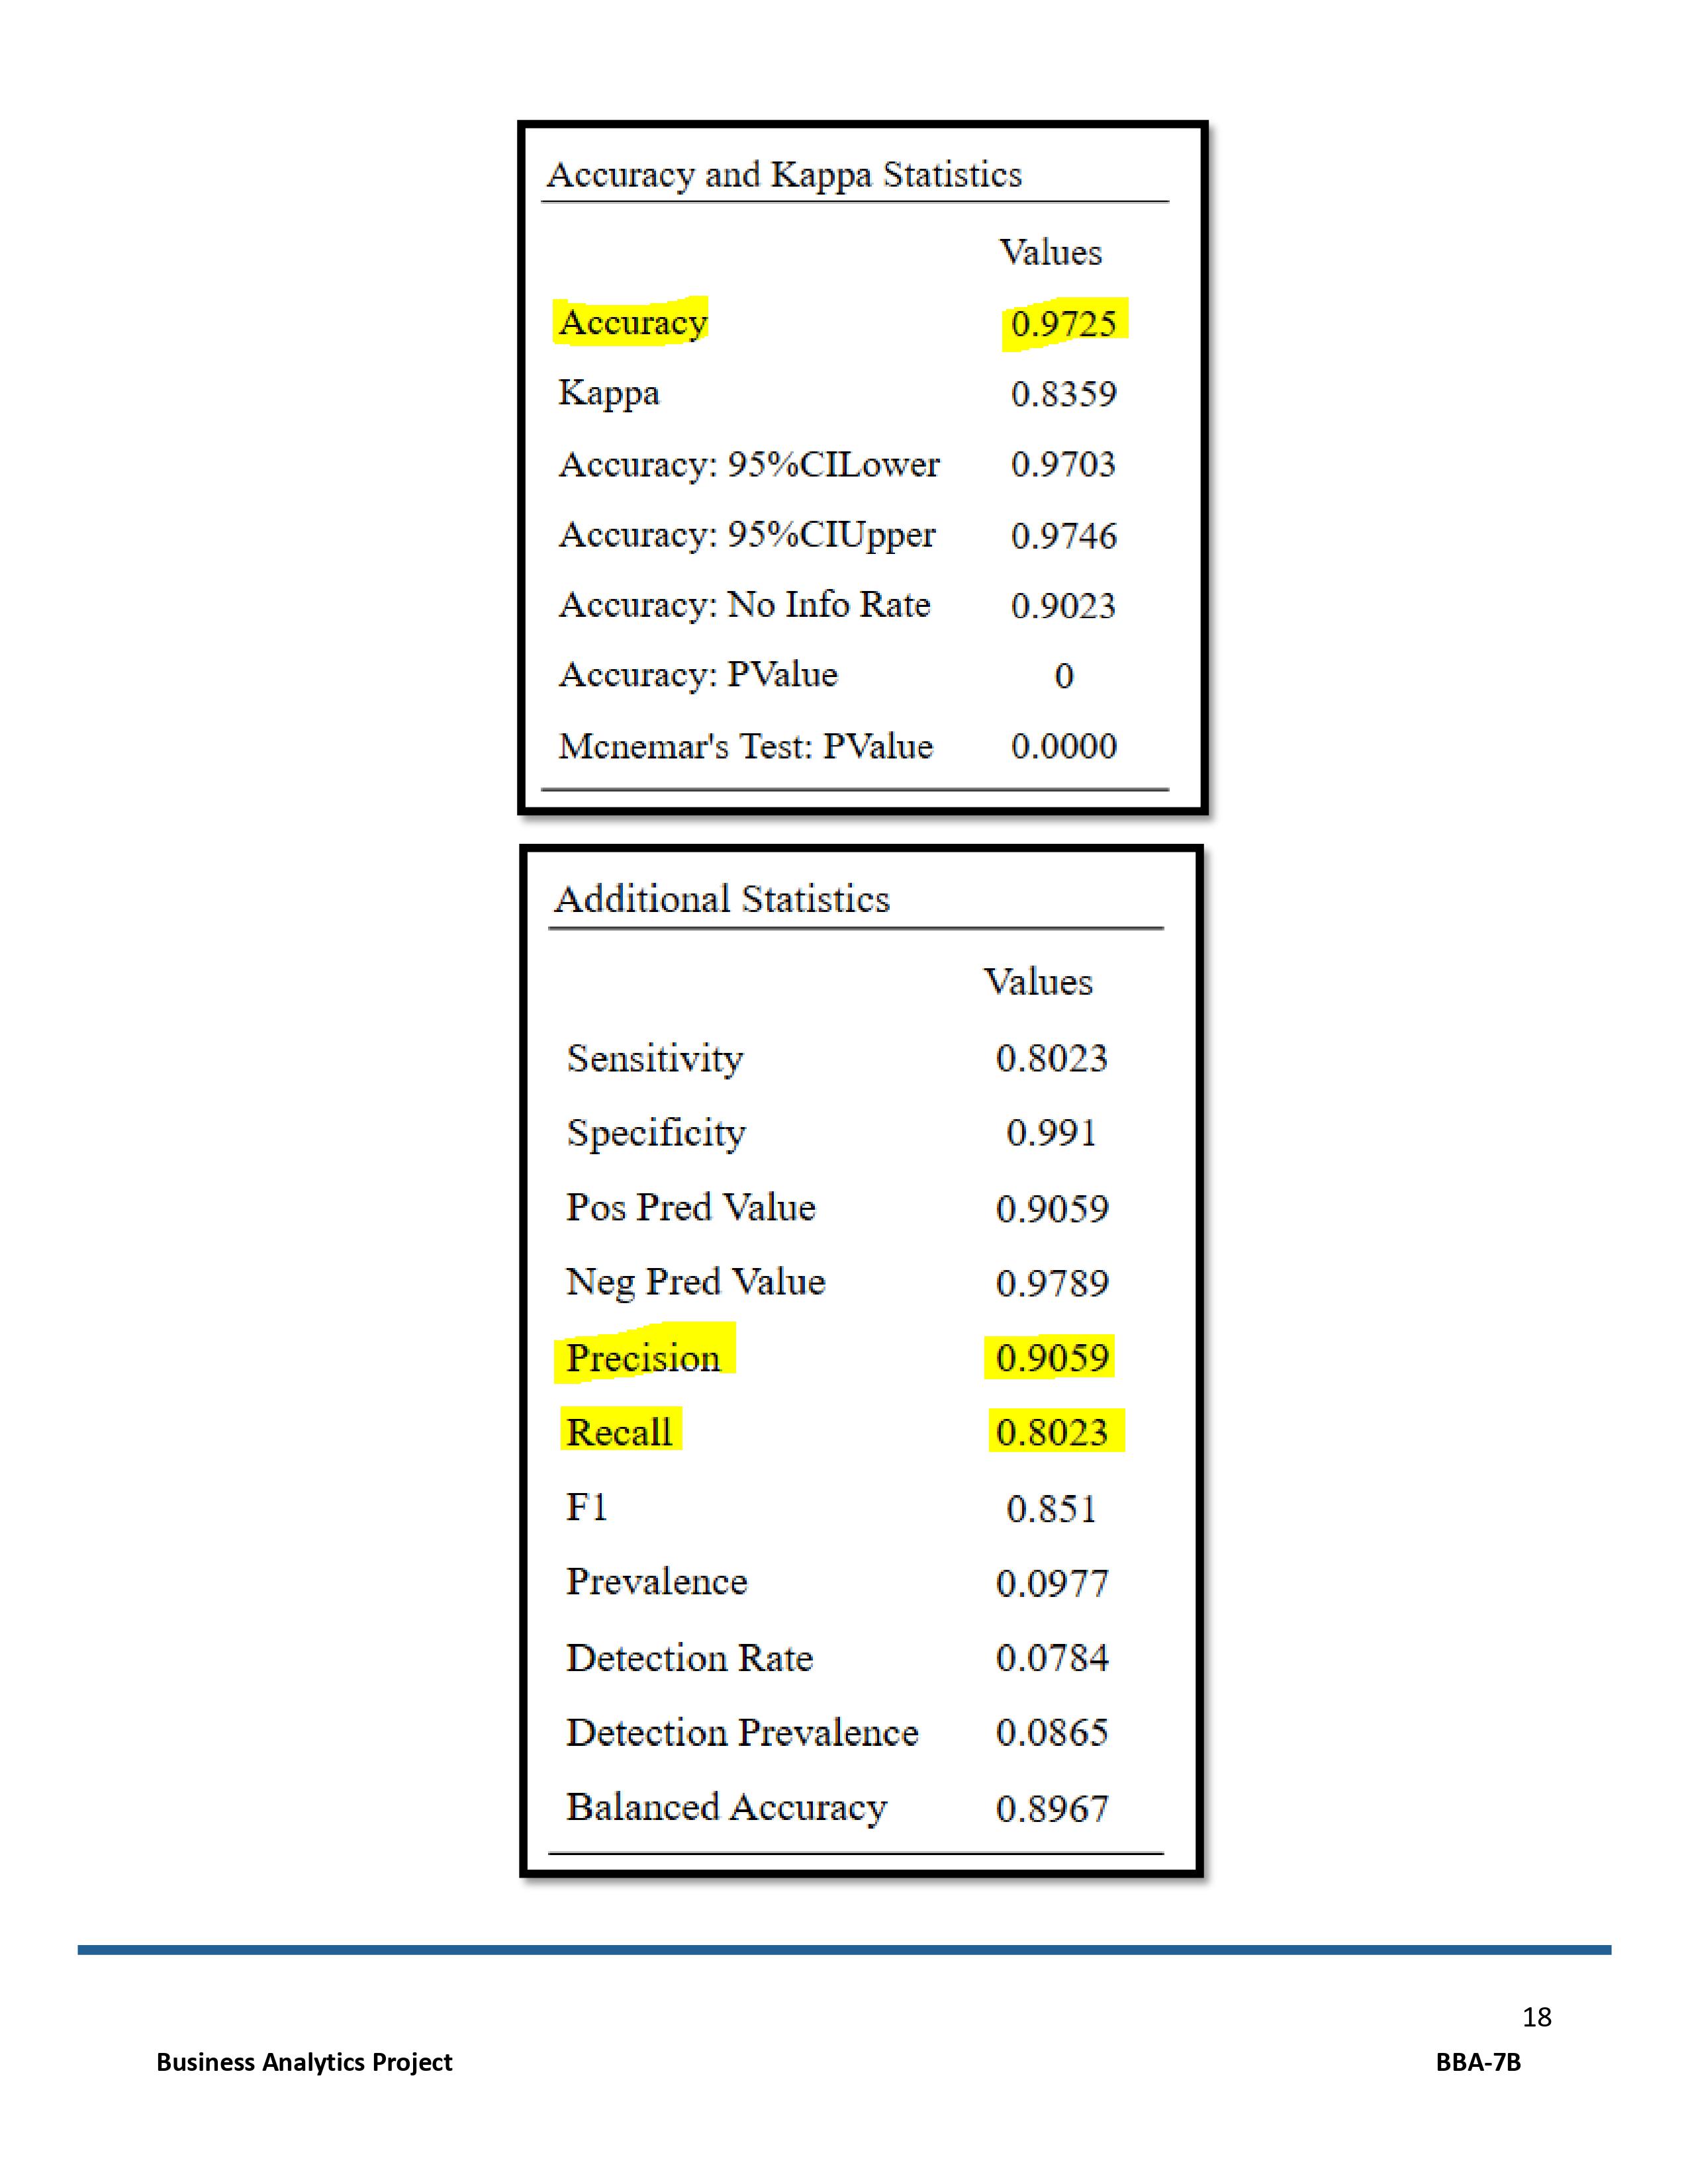 Accuracy and Kappa Statistics
Values
Accuracy 0.9725
Kappa 0.8359
Accuracy: 95%CILower 0.9703
Accuracy: 95%CIUpper 0.9746
Accuracy: No Info Rate 0.9023
Accuracy: PValue 0
Mcnemar's Test: PValue 0.0000
Additional Statistics
Values
Sensitivity 0.8023
Specificity 0.991
Pos Pred Value 0.9059
Neg Pred Value 0.9789
Precision 0.9059
Recall 0.8023
F1 0.851
Prevalence 0.0977
Detection Rate 0.0784
Detection Prevalence 0.0865
Balanced Accuracy 0.8967
18
Business Analytics Project BBA-7B